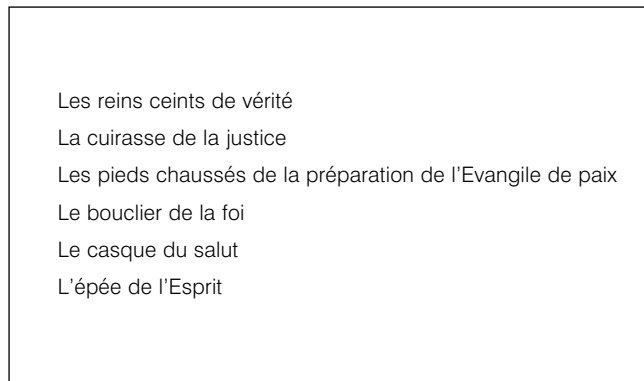 Les reins ceints de vérité
La cuirasse de la justice
Les pieds chaussés de la préparation de l’Evangile de paix
Le bouclier de la foi
Le casque du salut
L’épée de l’Esprit